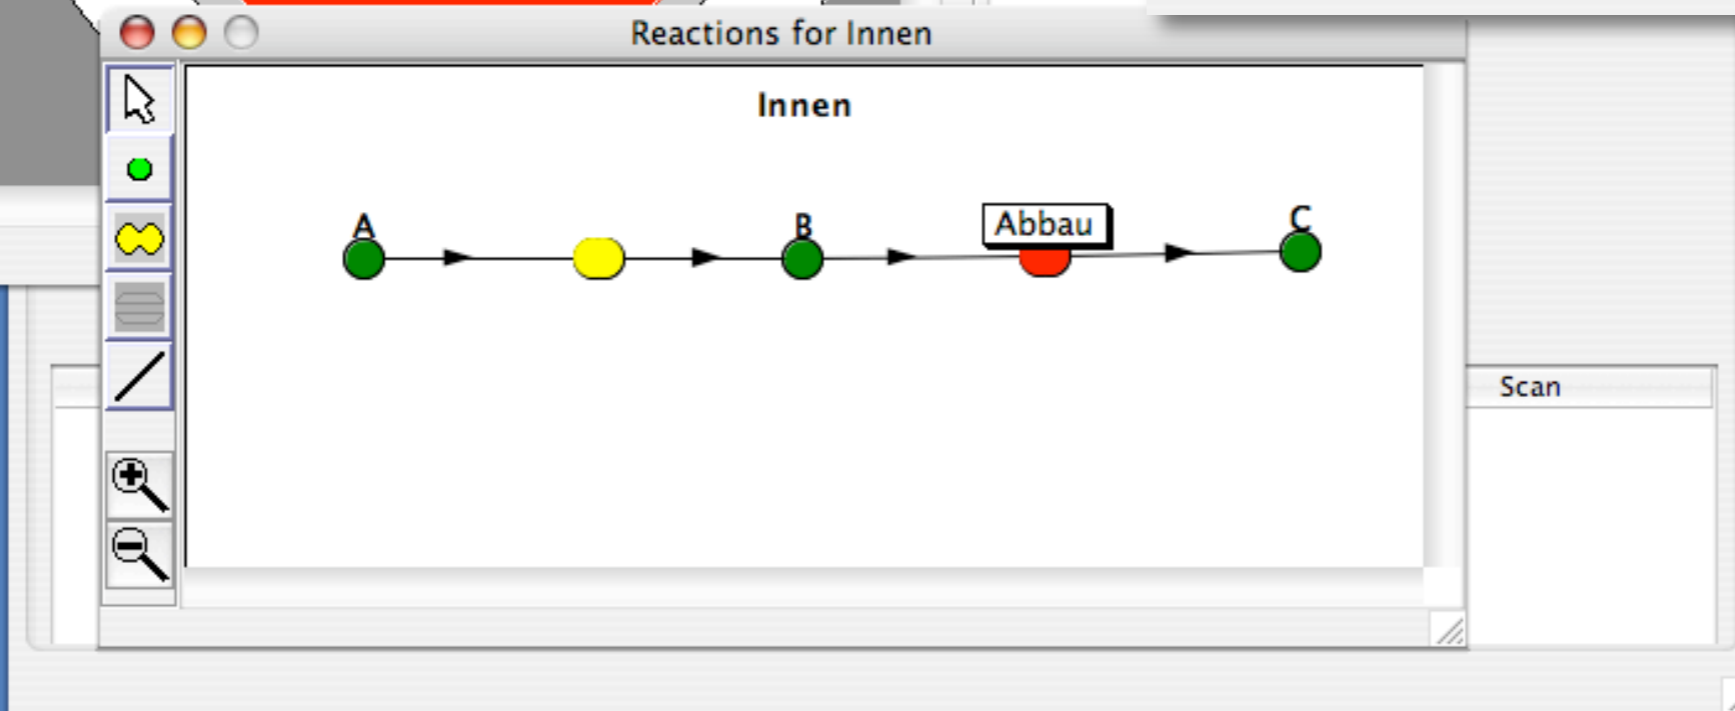 Reactions for Innen
Innen
A
B
Abbau
C
Scan